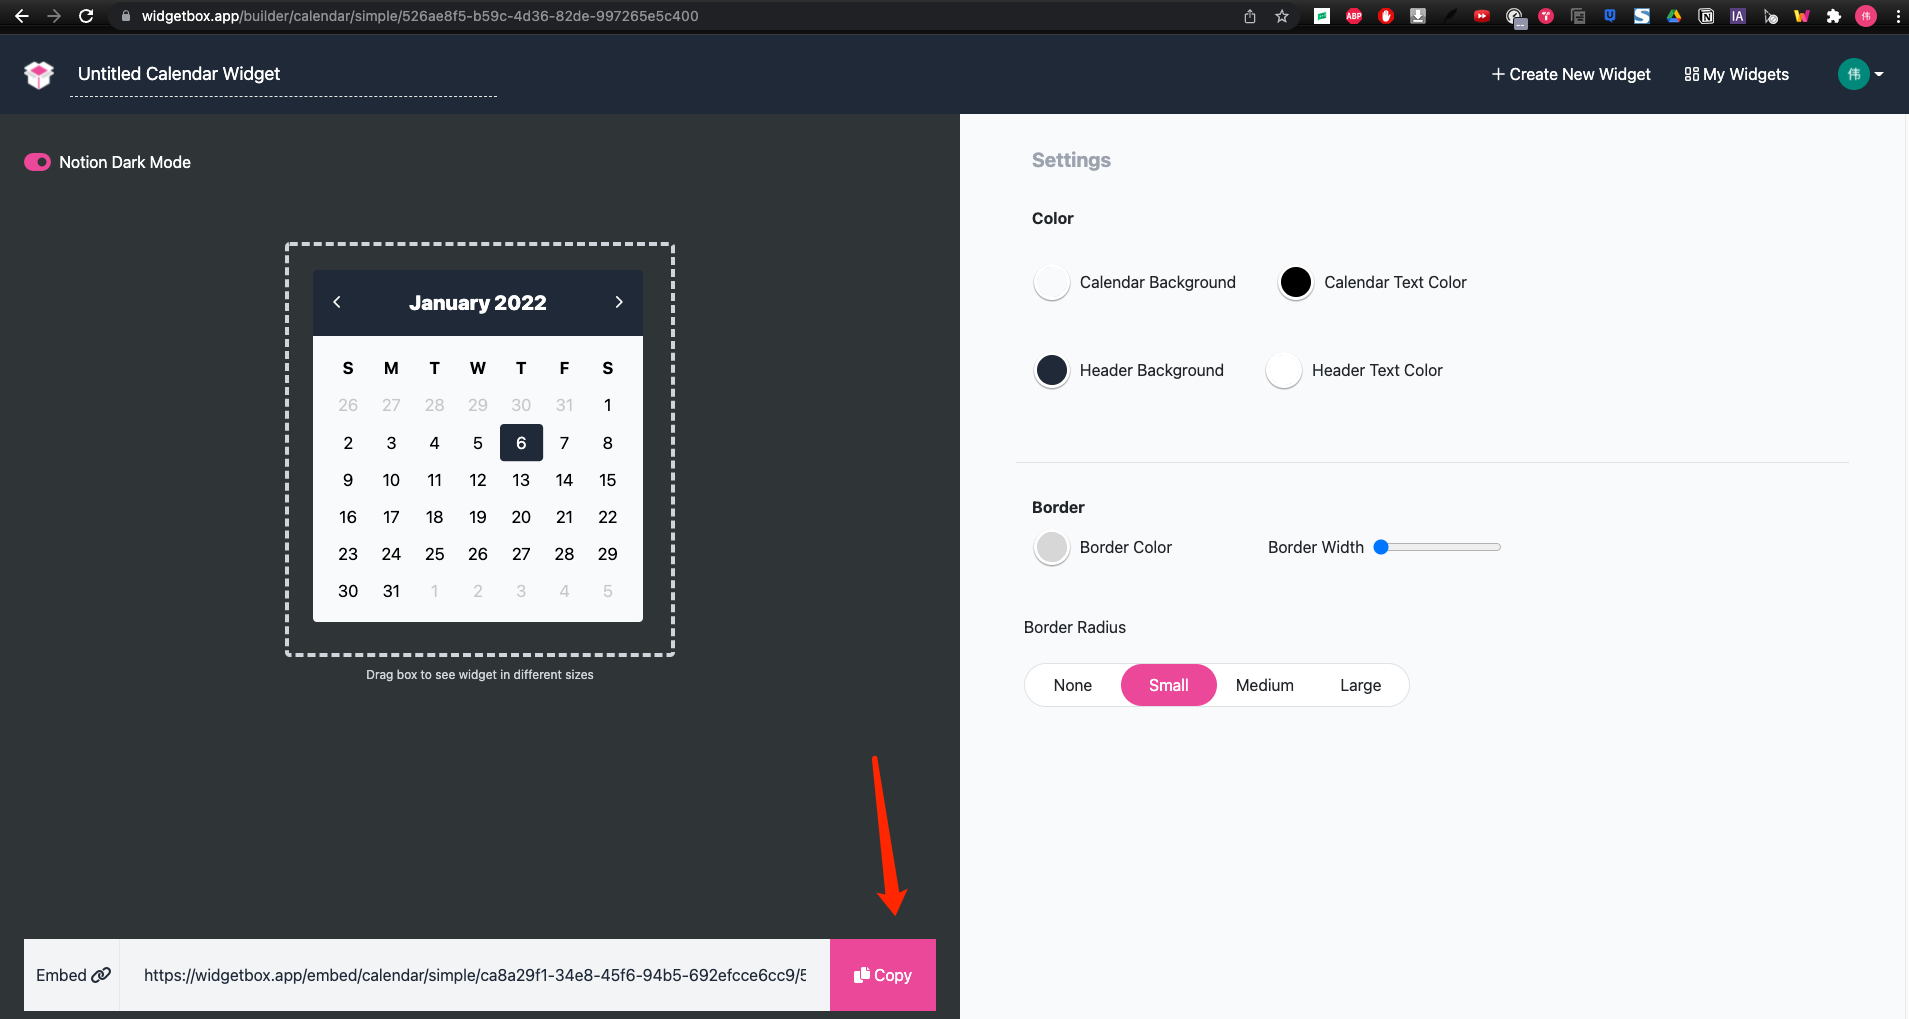 widgetbox.app/builder/calendar/simple/526ae8f5-b59c-4d36-82de-997265e5c400
ABP
IA
伟
Untitled Calendar Widget
Create New Widget
My Widgets
伟
Notion Dark Mode
January 2022
S M T W T F S
26 27 28 29 30 31 1
2 3 4 5 6 7 8
9 10 11 12 13 14 15
16 17 18 19 20 21 22
23 24 25 26 27 28 29
30 31 1 2 3 4 5
Drag box to see widget in different sizes
Embed
https://widgetbox.app/embed/calendar/simple/ca8a29f1-34e8-45f6-94b5-692efcce6cc9/5
Copy
Settings
Color
Calendar Background
Calendar Text Color
Header Background
Header Text Color
Border
Border Color
Border Width
Border Radius
None
Small
Medium
Large